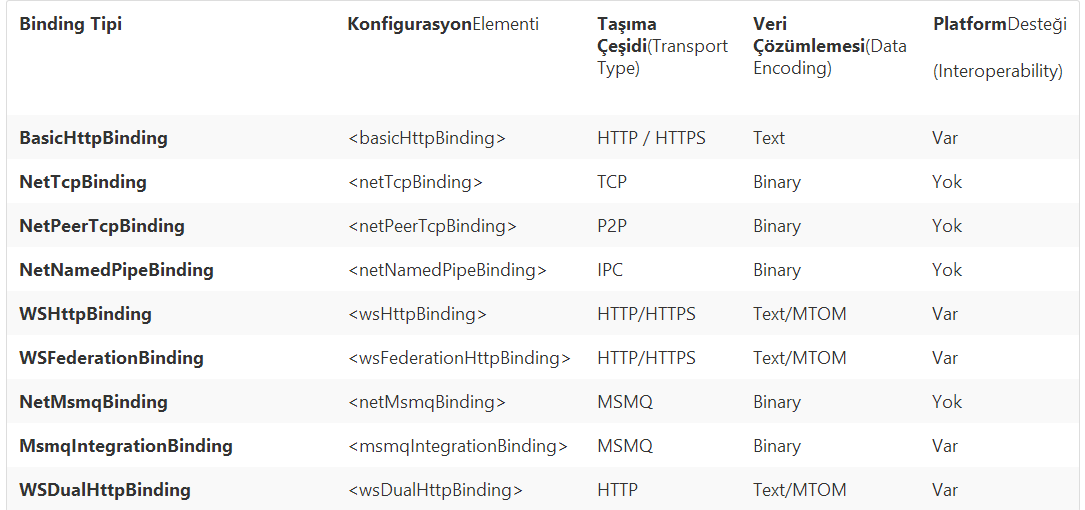 Binding Tipi KonfigurasyonElementi Taşıma Veri PlatformDesteği
Çeşidi(Transport Çözümlemesi(Data
Type) Encoding) (Interoperability)
BasicHttpBinding <basicHttpBinding> HTTP / HTTPS Text Var
NetTcpBinding <netTcpBinding> TCP Binary Yok
NetPeerTcpBinding <netPeerTcpBinding> P2P Binary Yok
NetNamedPipeBinding <netNamedPipeBinding> IPC Binary Yok
WSHttpBinding <wsHttpBinding> HTTP/HTTPS Text/MTOM Var
WSFederationBinding <wsFederationHttpBinding> HTTP/HTTPS Text/MTOM Var
NetMsmqBinding <netMsmqBinding> MSMQ Binary Yok
MsmqIntegrationBinding <msmqIntegrationBinding> MSMQ Binary Var
WSDualHttpBinding <wsDualHttpBinding> HTTP Text/MTOM Var